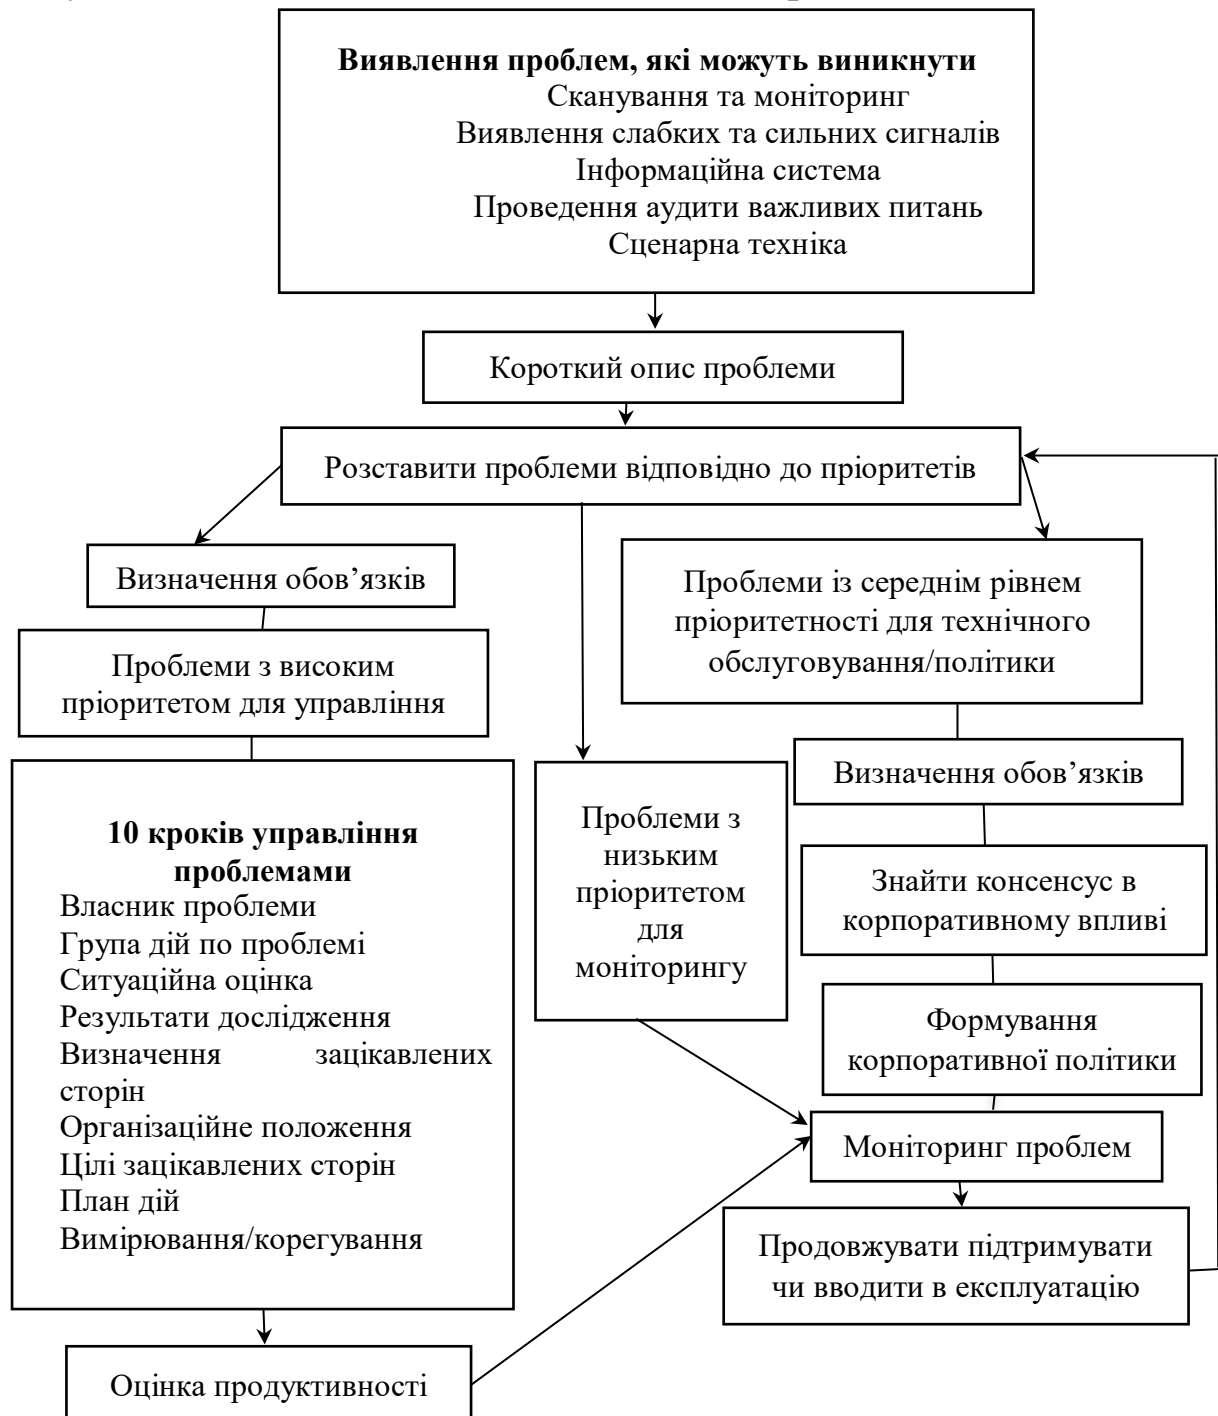 Виявлення проблем, які можуть виникнути
Сканування та моніторинг
Виявлення слабких та сильних сигналів
Інформаційна система
Проведення аудити важливих питань
Сценарна техніка
Короткий опис проблеми
Розставити проблеми відповідно до пріоритетів
Визначення обов’язків
Проблеми з високим
пріоритетом для управління
10 кроків управління
проблемами
Власник проблеми
Група дій по проблемі
Ситуаційна оцінка
Результати дослідження
Визначення зацікавлених
сторін
Організаційне положення
Цілі зацікавлених сторін
План дій
Вимірювання/корегування
Оцінка продуктивності
Проблеми з
низьким
пріоритетом
для
моніторингу
Проблеми із середнім рівнем
пріоритетності для технічного
обслуговування/політики
Визначення обов’язків
Знайти консенсус в
корпоративному впливі
Формування
корпоративної політики
Моніторинг проблем
Продовжувати підтримувати
чи вводити в експлуатацію